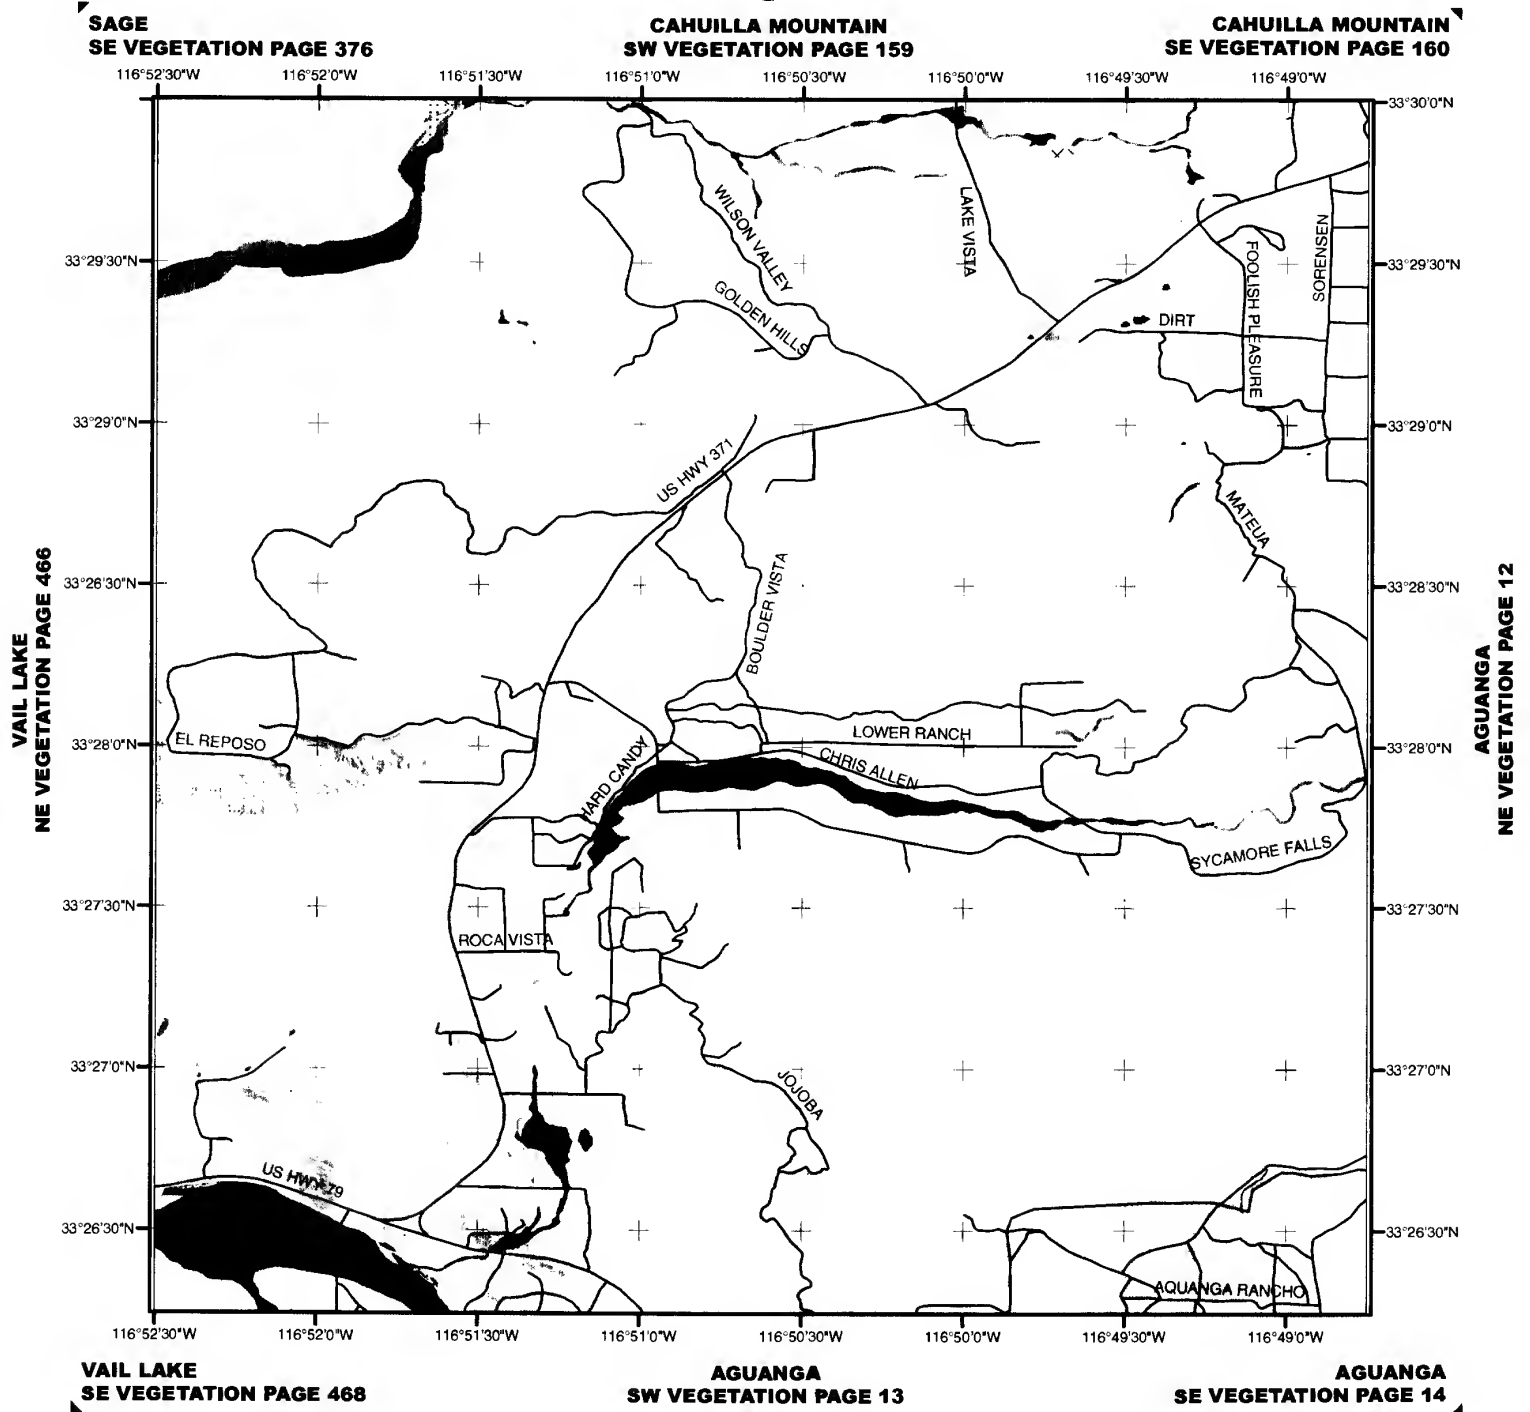 SAGE
SE VEGETATION PAGE 376
CAHUILLA MOUNTAIN
SW VEGETATION PAGE 159
CAHUILLA MOUNTAIN
SE VEGETATION PAGE 160
116°52'30"W
116°52'0"W
116°51'30"W
116°51'0"W
116°50'30"W
116°50'0"W
116°49'30"W
116°49'0"W
33°30'0"N
WILSON VALLEY
LAKE VISTA
SORENSEN
FOOLISH PLEASURE
33°29'30"N
33°29'30"N
GOLDEN HILLS
DIRT
33°29'0"N
33°29'0"N
US HWY 371
MATEUA
VAIL LAKE
NE VEGETATION PAGE 466
33°26'30"N
33°28'30"N
BOULDER VISTA
AGUANGA
NE VEGETATION PAGE 12
EL REPOSO
LOWER RANCH
33°28'0"N
33°28'0"N
HARD CANDY
CHRIS ALLEN
SYCAMORE FALLS
33°27'30"N
33°27'30"N
ROCA VISTA
33°27'0"N
33°27'0"N
JOJOBA
US HWY 79
33°26'30"N
33°26'30"N
AQUANGA RANCHO
116°52'30"W
116°52'0"W
116°51'30"W
116°51'0"W
116°50'30"W
116°50'0"W
116°49'30"W
116°49'0"W
VAIL LAKE
SE VEGETATION PAGE 468
AGUANGA
SW VEGETATION PAGE 13
AGUANGA
SE VEGETATION PAGE 14